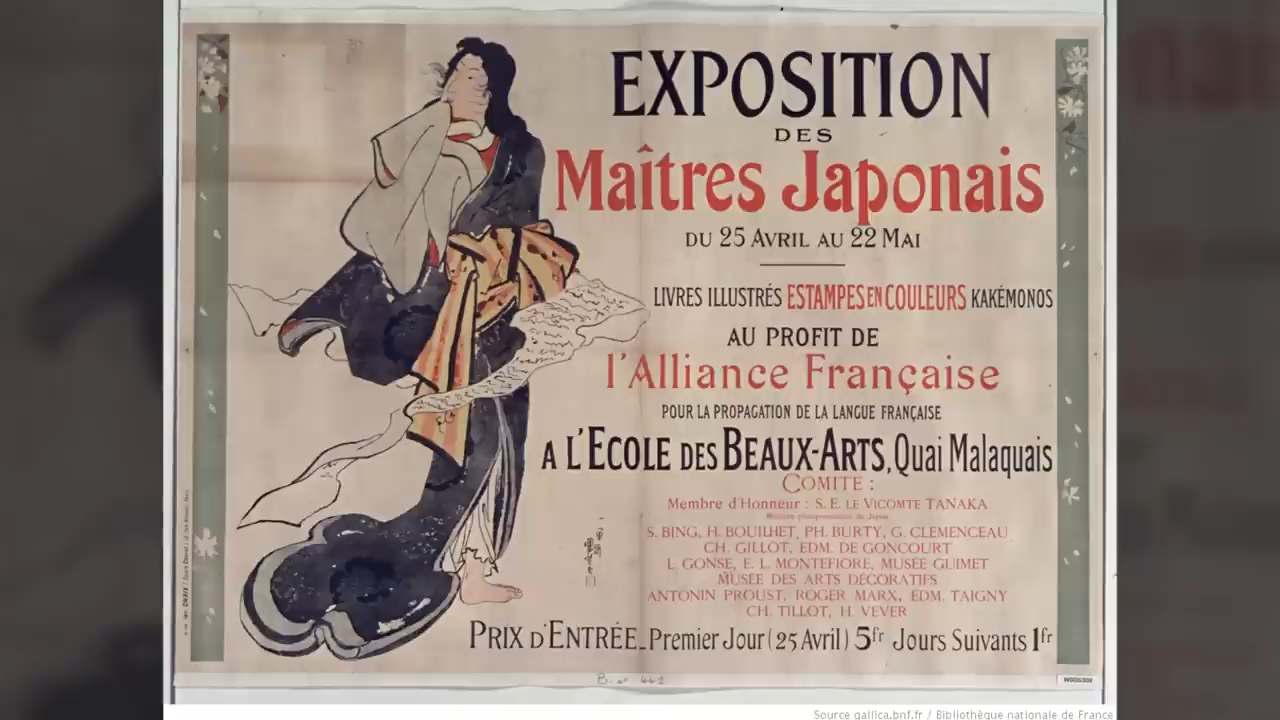 EXPOSITION
DES
Maîtres Japonais
DU 25 AVRIL AU 22 MAI
LIVRES ILLUSTRÉS ESTAMPES EN COULEURS KAKÉMONOS
AU PROFIT DE
l'Alliance Française
POUR LA PROPAGATION DE LA LANGUE FRANÇAISE
A L'ECOLE DES BEAUX-ARTS, Quai Malaquais
COMITE :
Membre d'Honneur : S. E. LE VICOMTE TANAKA
S. BING, H. BOUILHET, PH. BURTY, G. CLEMENCEAU
CH. GILLOT, EDM. DE GONCOURT
L. GONSE, E. L. MONTEFIORE, MUSÉE GUIMET
MUSÉE DES ARTS DÉCORATIFS
ANTONIN PROUST, ROGER MARX, EDM. TAIGNY
CH. TILLOT, H. VEVER
PRIX D'ENTRÉE_Premier Jour (25 Avril) 5fr Jours Suivants 1fr
Source gallica.bnf.fr / Bibliothèque nationale de France